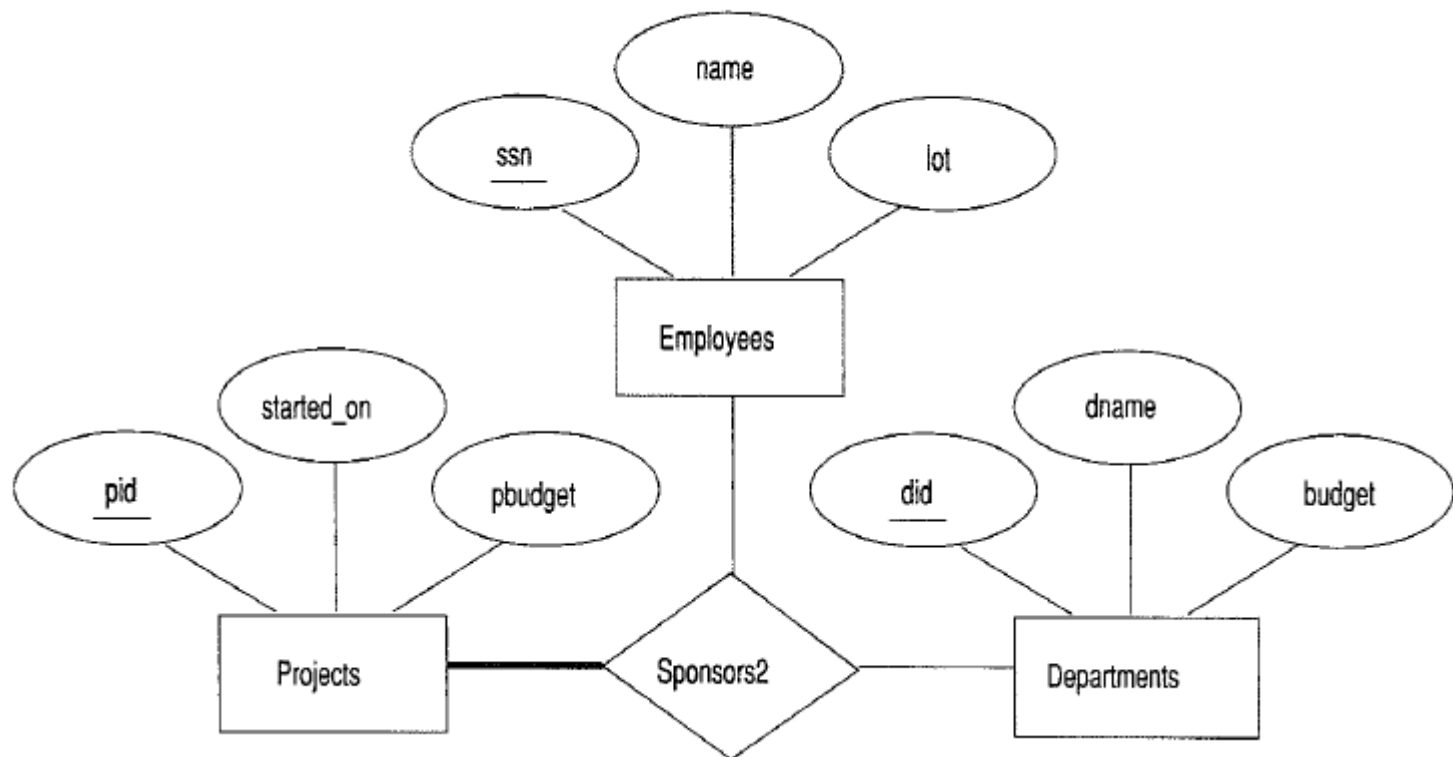 name
ssn
lot
Employees
started_on
dname
pid
pbudget
did
budget
Projects
Sponsors2
Departments